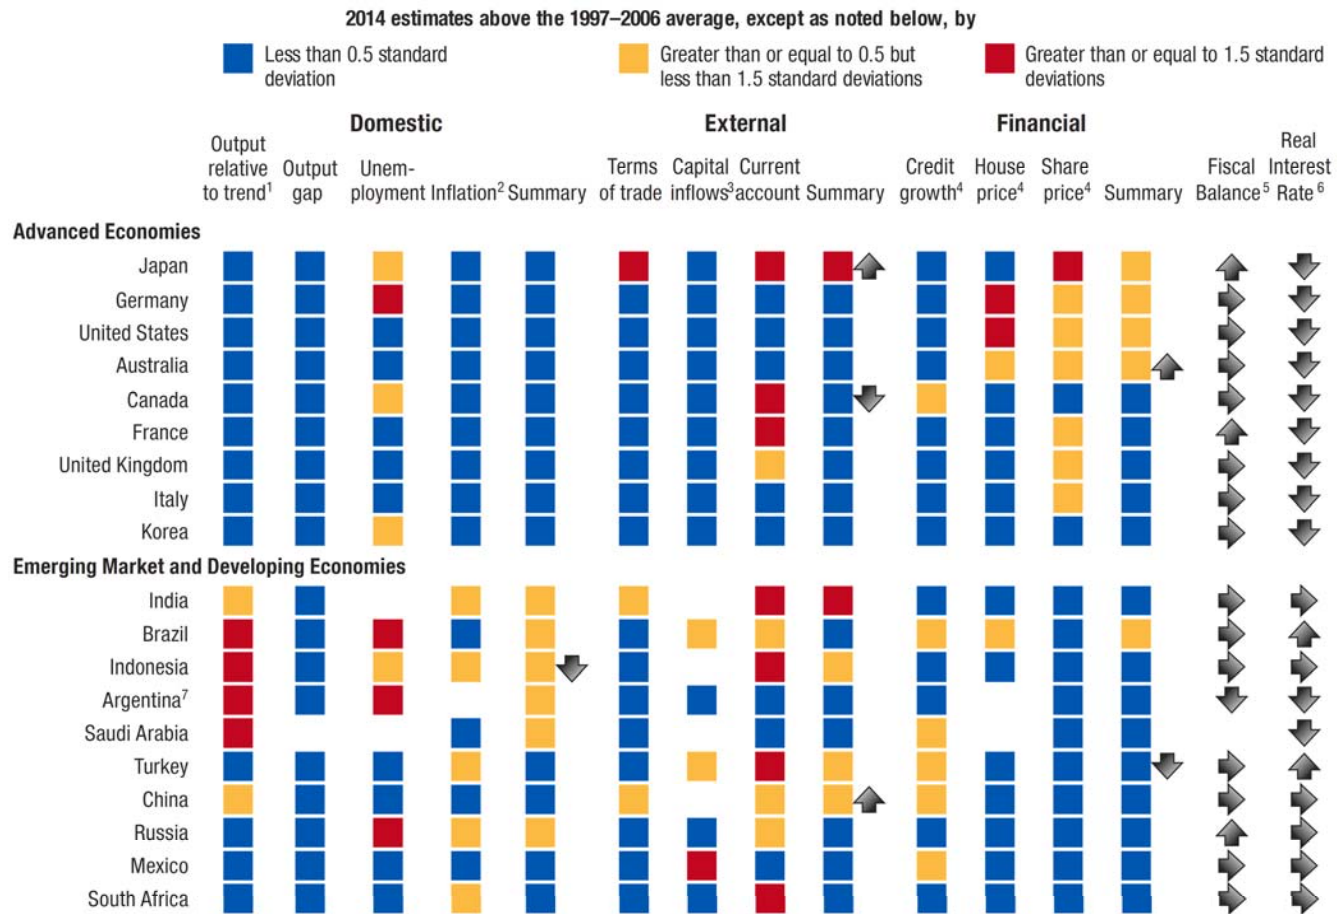 2014 estimates above the 1997–2006 average, except as noted below, by
Less than 0.5 standard
deviation
Greater than or equal to 0.5 but
less than 1.5 standard deviations
Greater than or equal to 1.5 standard
deviations
Domestic
External
Financial
Output
relative
to trend1
Output
gap
Unem-
ployment
Inflation2
Summary
Terms
of trade
Capital
inflows3
Current
account
Summary
Credit
growth4
House
price4
Share
price4
Summary
Fiscal
Balance5
Real
Interest
Rate6
Advanced Economies
Japan
Germany
United States
Australia
Canada
France
United Kingdom
Italy
Korea
Emerging Market and Developing Economies
India
Brazil
Indonesia
Argentina7
Saudi Arabia
Turkey
China
Russia
Mexico
South Africa